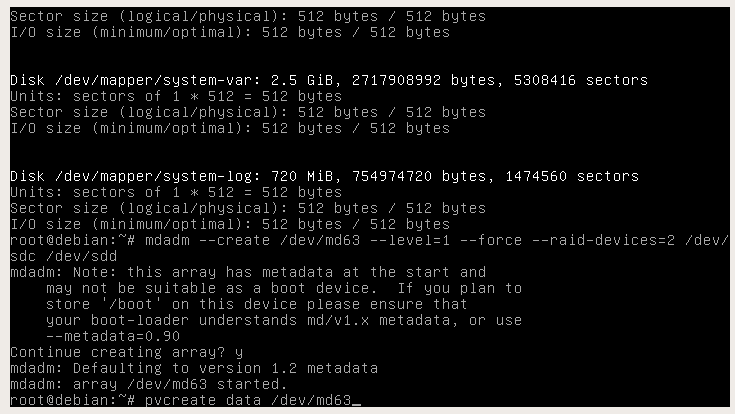 Sector size (logical/physical): 512 bytes / 512 bytes
I/O size (minimum/optimal): 512 bytes / 512 bytes
Disk /dev/mapper/system-var: 2.5 GiB, 2717908992 bytes, 5308416 sectors
Units: sectors of 1 * 512 = 512 bytes
Sector size (logical/physical): 512 bytes / 512 bytes
I/O size (minimum/optimal): 512 bytes / 512 bytes
Disk /dev/mapper/system-log: 720 MiB, 754974720 bytes, 1474560 sectors
Units: sectors of 1 * 512 = 512 bytes
Sector size (logical/physical): 512 bytes / 512 bytes
I/O size (minimum/optimal): 512 bytes / 512 bytes
root@debian:~# mdadm --create /dev/md63 --level=1 --force --raid-devices=2 /dev/
sdc /dev/sdd
mdadm: Note: this array has metadata at the start and
    may not be suitable as a boot device.  If you plan to
    store '/boot' on this device please ensure that
    your boot-loader understands md/v1.x metadata, or use
    --metadata=0.90
Continue creating array? y
mdadm: Defaulting to version 1.2 metadata
mdadm: array /dev/md63 started.
root@debian:~# pvcreate data /dev/md63_